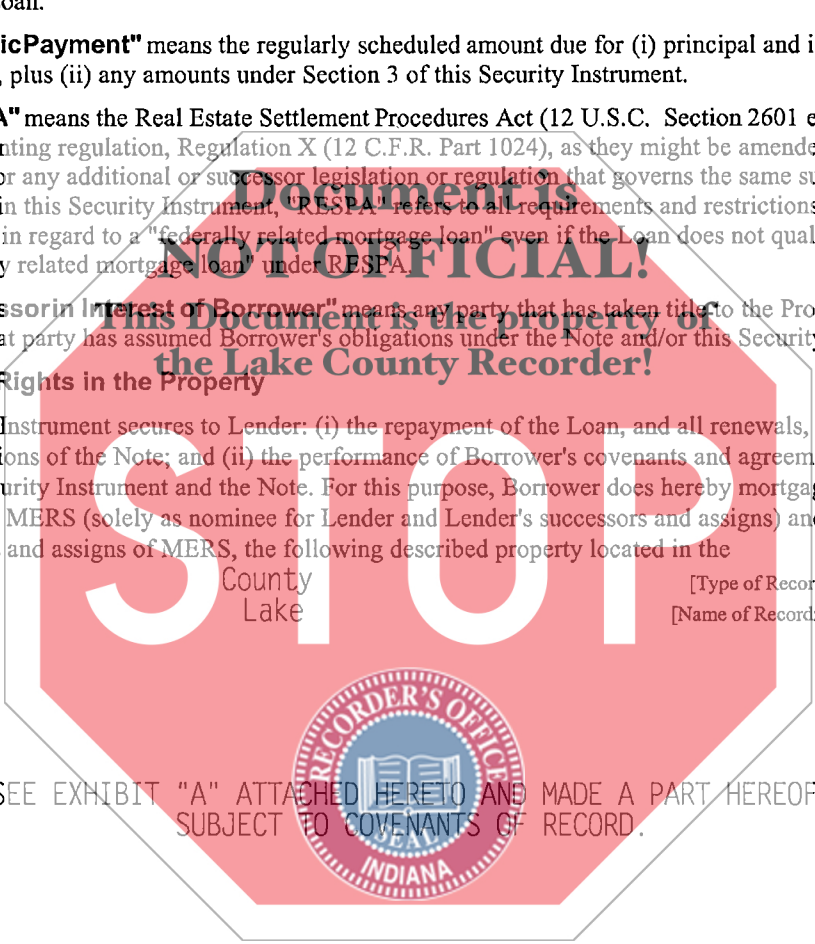 oan.
icPayment" means the regularly scheduled amount due for (i) principal and i
, plus (ii) any amounts under Section 3 of this Security Instrument.
A" means the Real Estate Settlement Procedures Act (12 U.S.C. Section 2601 e
nting regulation, Regulation X (12 C.F.R. Part 1024), as they might be amende
or any additional or successor legislation or regulation that governs the same su
in this Security Instrument, "RESPA" refers to all requirements and restrictions
in regard to a "federally related mortgage loan" even if the Loan does not qual
y related mortgage loan" under RESPA.
Document is
NOT OFFICIAL!
This Document is the property of
the Lake County Recorder!
ssorin Interest of Borrower" means any party that has taken title to the Pro
at party has assumed Borrower's obligations under the Note and/or this Security
Rights in the Property
Instrument secures to Lender: (i) the repayment of the Loan, and all renewals,
ions of the Note; and (ii) the performance of Borrower's covenants and agreem
urity Instrument and the Note. For this purpose, Borrower does hereby mortga
MERS (solely as nominee for Lender and Lender's successors and assigns) an
and assigns of MERS, the following described property located in the
County [Type of Recor
Lake [Name of Record
STOP
RECORDER'S OFFICE
SEE EXHIBIT "A" ATTACHED HERETO AND MADE A PART HEREOF
SUBJECT TO COVENANTS OF RECORD.
SEAL
INDIANA